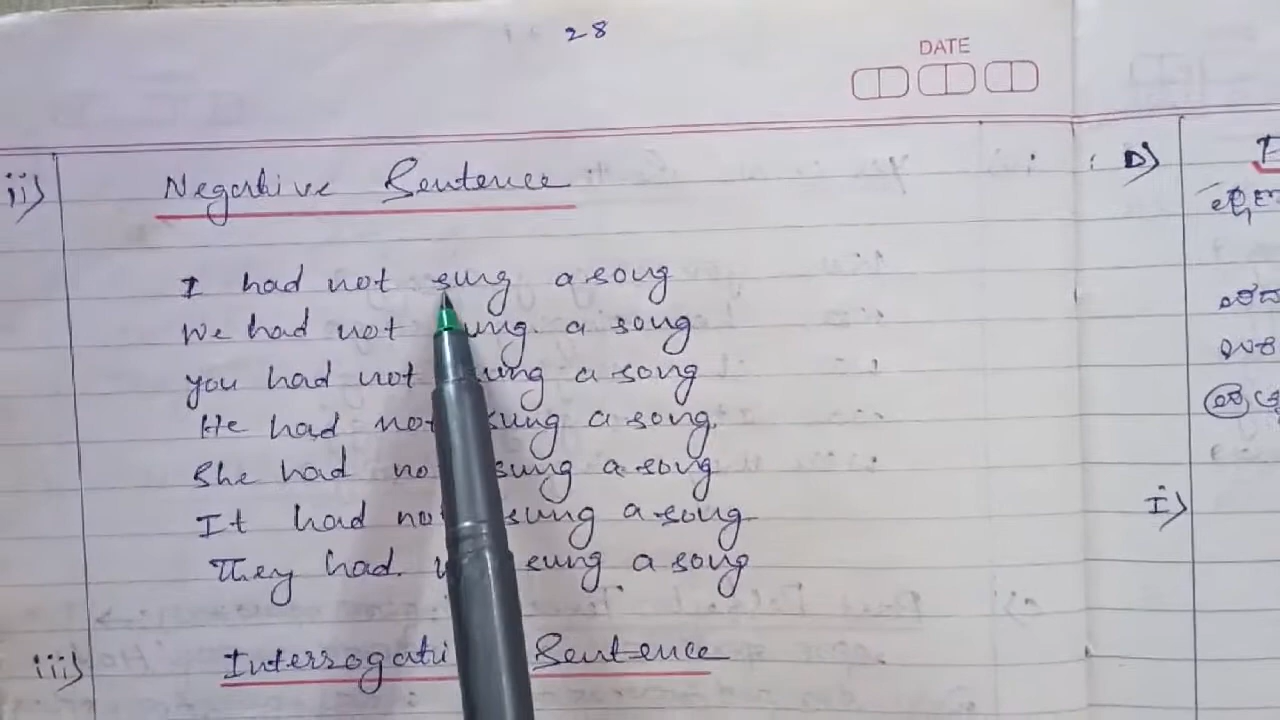 28
DATE
ii) Negative Sentence
I had not sung a song
We had not sung. a song
you had not sung a song
He had not sung a song.
She had not sung a song
It had not sung a song
They had. sung a song
iii) Interrogati Sentence
D)
I)